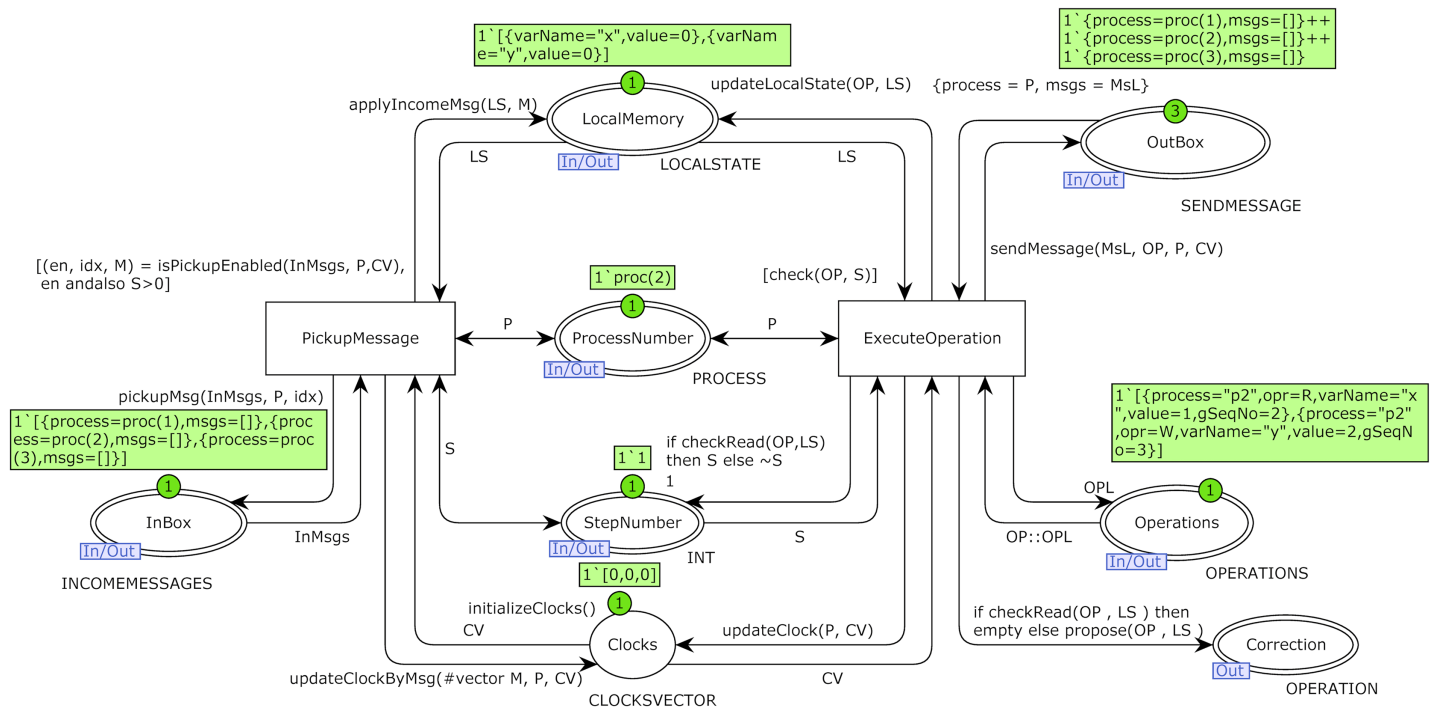 1`[{varName="x",value=0},{varNam
e="y",value=0}]
1`{process=proc(1),msgs=[]}++
1`{process=proc(2),msgs=[]}++
1`{process=proc(3),msgs=[]}
1
applyIncomeMsg(LS, M)
updateLocalState(OP, LS)
{process = P, msgs = MsL}
3
LocalMemory
OutBox
In/Out
LOCALSTATE
LS
LS
In/Out
SENDMESSAGE
sendMessage(MsL, OP, P, CV)
[(en, idx, M) = isPickupEnabled(InMsgs, P,CV),
en andalso S>0]
1`proc(2)
[check(OP, S)]
1
PickupMessage
P
ProcessNumber
P
ExecuteOperation
In/Out
PROCESS
pickupMsg(InMsgs, P, idx)
1`[{process=proc(1),msgs=[]},{proc
ess=proc(2),msgs=[]},{process=proc
(3),msgs=[]}]
1`[{process="p2",opr=R,varName="x
",value=1,gSeqNo=2},{process="p2"
,opr=W,varName="y",value=2,gSeqN
o=3}]
S
1`1
if checkRead(OP,LS)
then S else ~S
1
1
1
OPL
1
InBox
StepNumber
Operations
In/Out
InMsgs
In/Out
INT
S
OP::OPL
In/Out
INCOMEMESSAGES
OPERATIONS
1`[0,0,0]
1
initializeClocks()
CV
Clocks
updateClock(P, CV)
if checkRead(OP , LS ) then
empty else propose(OP , LS )
Correction
Out
updateClockByMsg(#vector M, P, CV)
CV
CLOCKSVECTOR
OPERATION